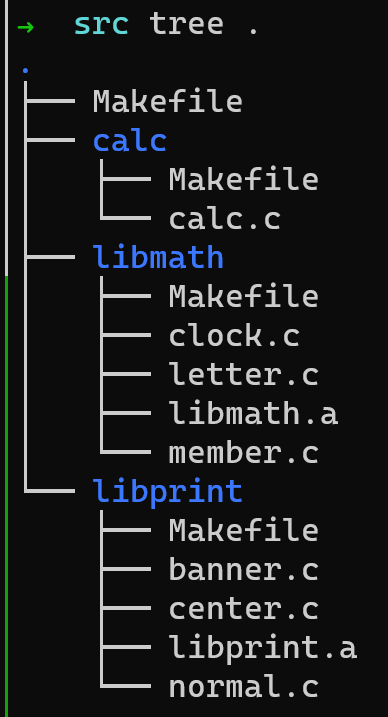 → src tree .
.
├── Makefile
├── calc
│   ├── Makefile
│   └── calc.c
├── libmath
│   ├── Makefile
│   ├── clock.c
│   ├── letter.c
│   ├── libmath.a
│   └── member.c
└── libprint
    ├── Makefile
    ├── banner.c
    ├── center.c
    ├── libprint.a
    └── normal.c